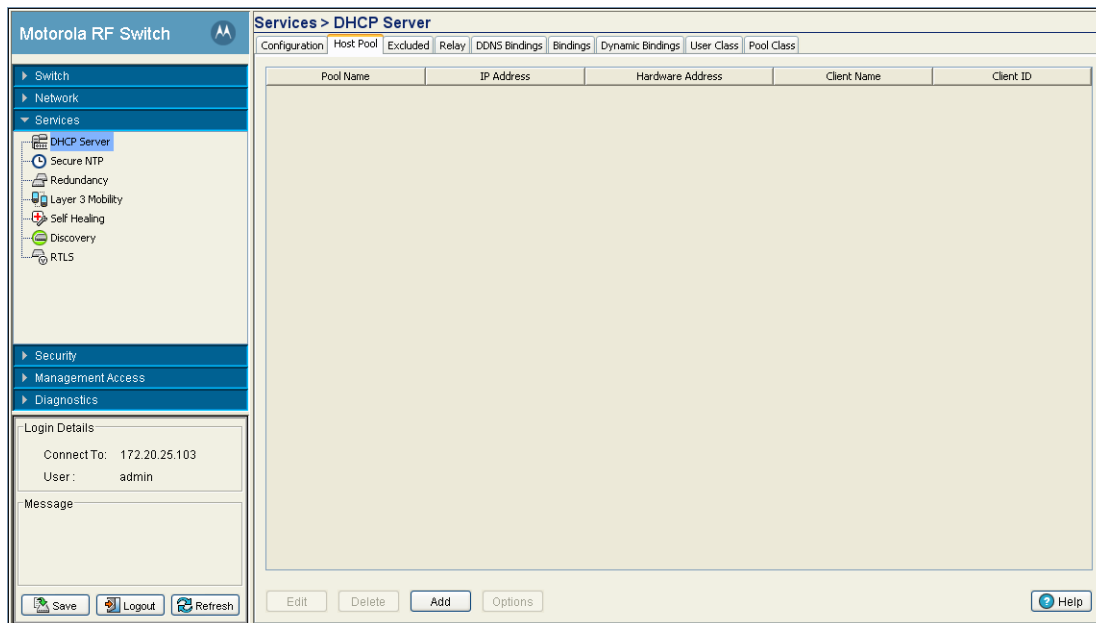 Motorola RF Switch
Switch
Network
Services
DHCP Server
Secure NTP
Redundancy
Layer 3 Mobility
Self Healing
Discovery
RTLS
Security
Management Access
Diagnostics
Login Details
Connect To: 172.20.25.103
User : admin
Message
Save Logout Refresh
Services > DHCP Server
Configuration Host Pool Excluded Relay DDNS Bindings Bindings Dynamic Bindings User Class Pool Class
Pool Name IP Address Hardware Address Client Name Client ID
Edit Delete Add Options Help